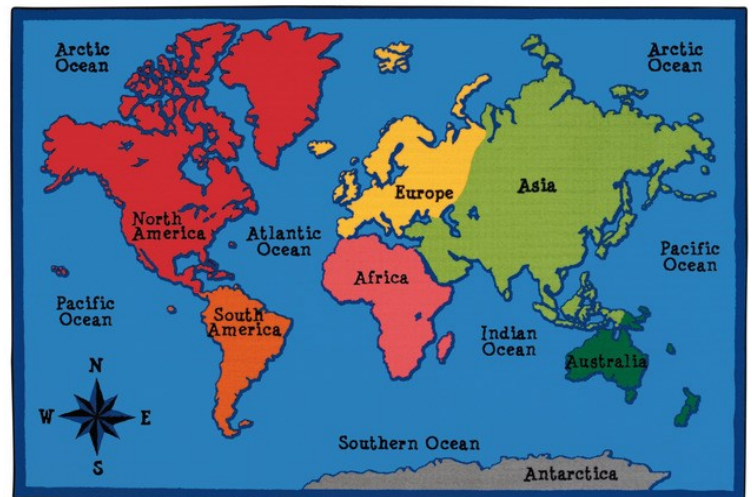 Arctic
Ocean
Arctic
Ocean
Europe
Asia
North
America
Atlantic
Ocean
Pacific
Ocean
Africa
Pacific
Ocean
South
America
Indian
Ocean
Australia
N
W
E
S
Southern Ocean
Antarctica